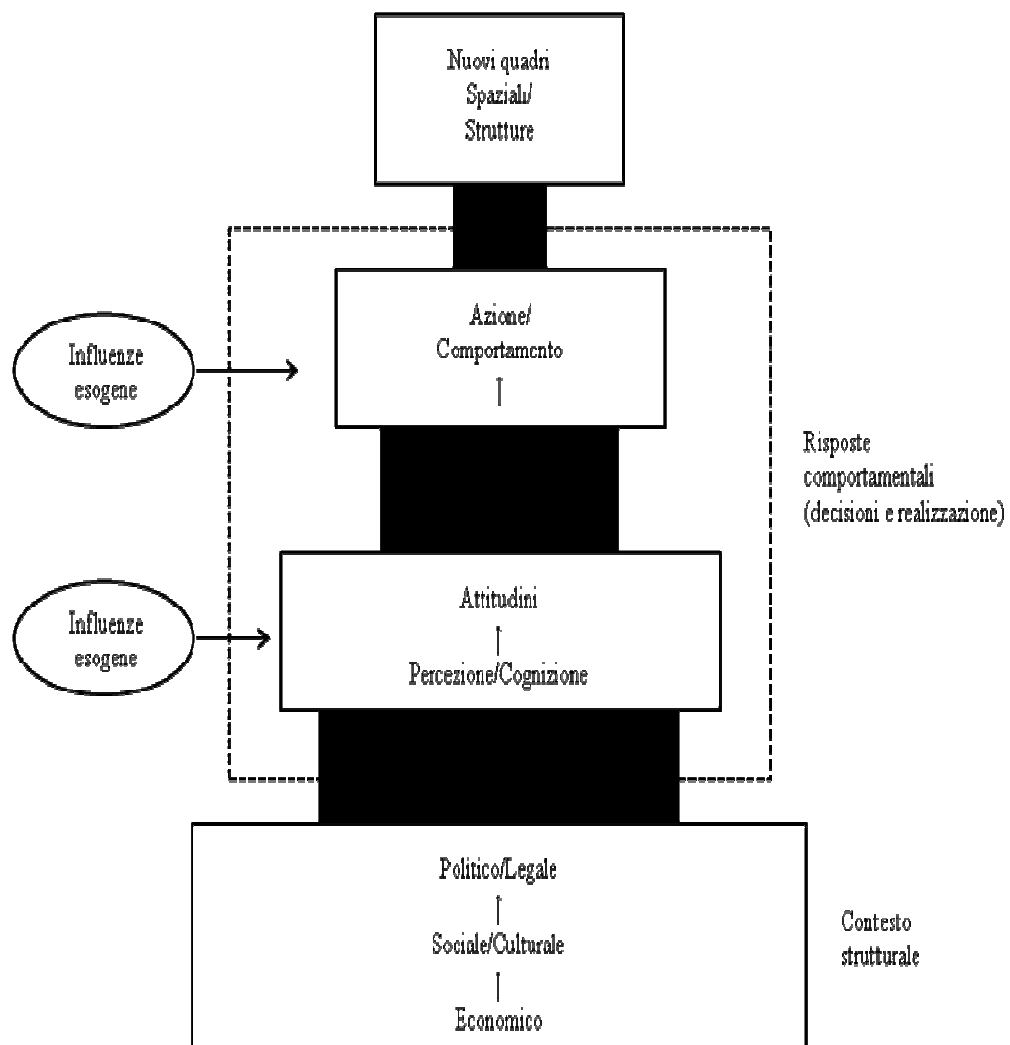 Nuovi quadri
Spaziali/
Strutture
Azione/
Comportamento
Influenze
esogene
Risposte
comportamentali
(decisioni e realizzazione)
Attitudini
Percezione/Cognizione
Influenze
esogene
Politico/Legale
Sociale/Culturale
Economico
Contesto
strutturale